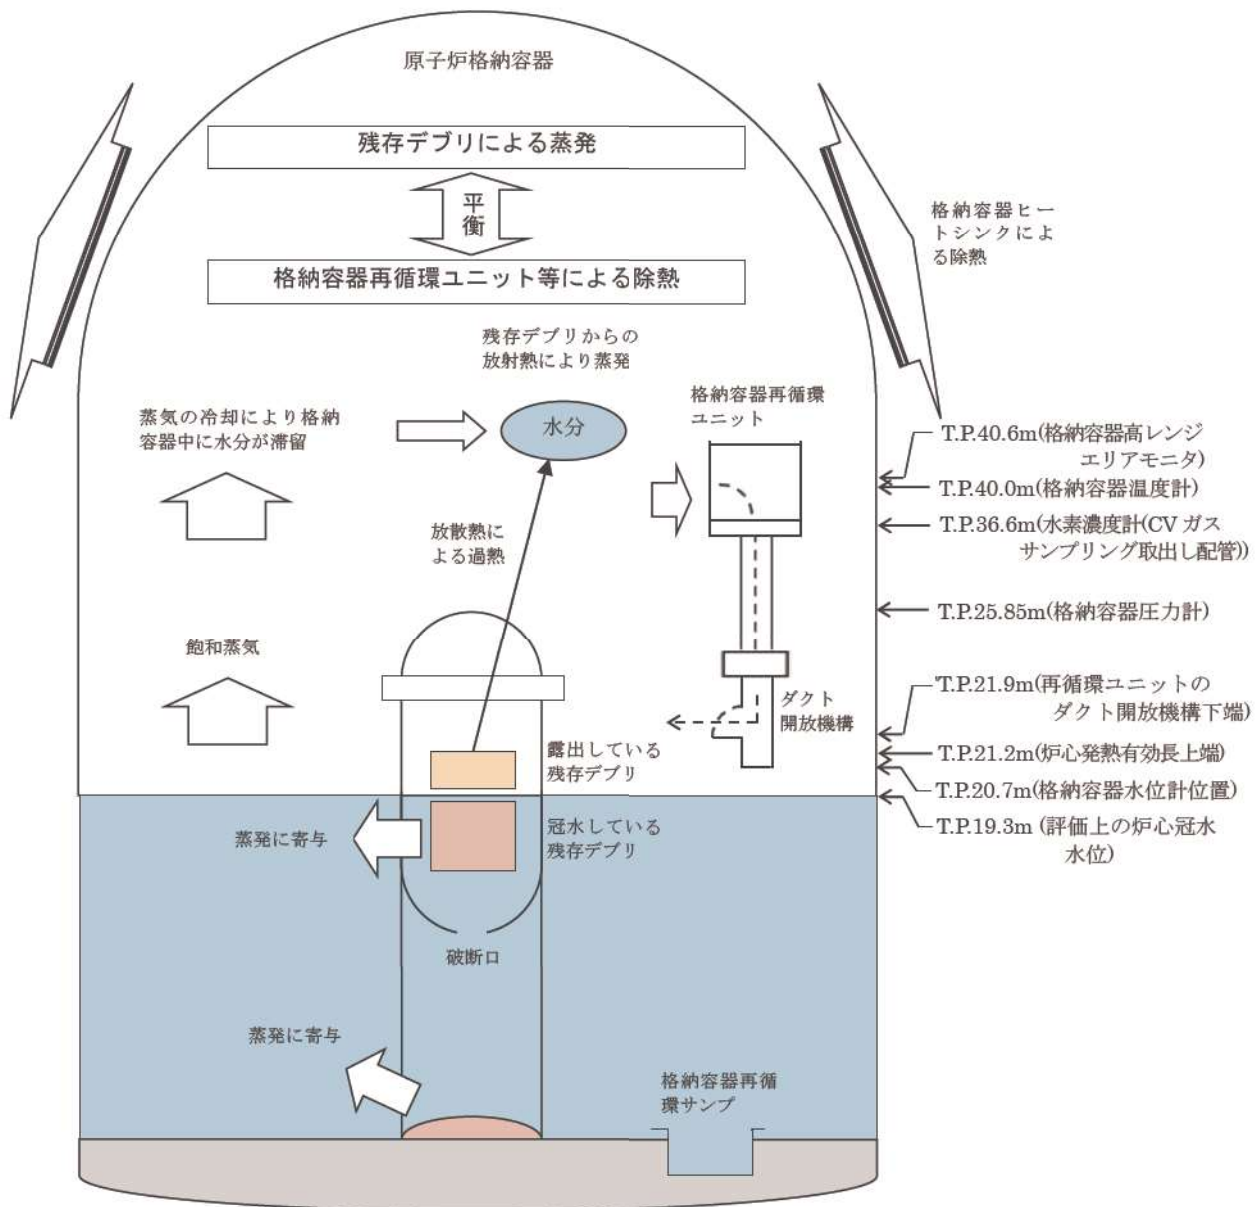 原子炉格納容器
残存デブリによる蒸発
平
衡
格納容器再循環ユニット等による除熱
格納容器ヒー
トシンクによ
る除熱
残存デブリからの
放射熱により蒸発
蒸気の冷却により格納
容器中に水分が滞留
水分
格納容器再循環
ユニット
T.P.40.6m(格納容器高レンジ
エリアモニタ)
T.P.40.0m(格納容器温度計)
T.P.36.6m(水素濃度計(CV ガス
サンプリング取出し配管))
放散熱に
よる過熱
T.P.25.85m(格納容器圧力計)
飽和蒸気
T.P.21.9m(再循環ユニットの
ダクト開放機構下端)
ダクト
開放機構
露出している
残存デブリ
T.P.21.2m(炉心発熱有効長上端)
T.P.20.7m(格納容器水位計位置)
T.P.19.3m (評価上の炉心冠水
水位)
蒸発に寄与
冠水している
残存デブリ
破断口
蒸発に寄与
格納容器再循
環サンプ